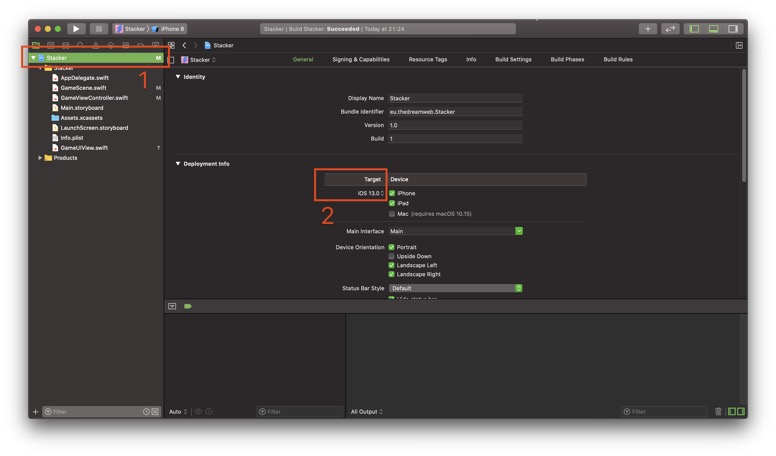 Stacker
iPhone 8
Stacker | Build Stacker: Succeeded | Today at 21:24
Stacker
Stacker M
1
Stacker
AppDelegate.swift
GameScene.swift M
GameViewController.swift M
Main.storyboard
Assets.xcassets
LaunchScreen.storyboard
Info.plist
GameUIView.swift ?
Products
Stacker
General
Signing & Capabilities
Resource Tags
Info
Build Settings
Build Phases
Build Rules
Identity
Display Name Stacker
Bundle Identifier eu.thedreamweb.Stacker
Version 1.0
Build 1
Deployment Info
Target Device
iOS 13.0 iPhone
iPad
Mac (requires macOS 10.15)
2
Main Interface Main
Device Orientation Portrait
Upside Down
Landscape Left
Landscape Right
Status Bar Style Default
Hide status bar
Filter
Auto
Filter
All Output
Filter